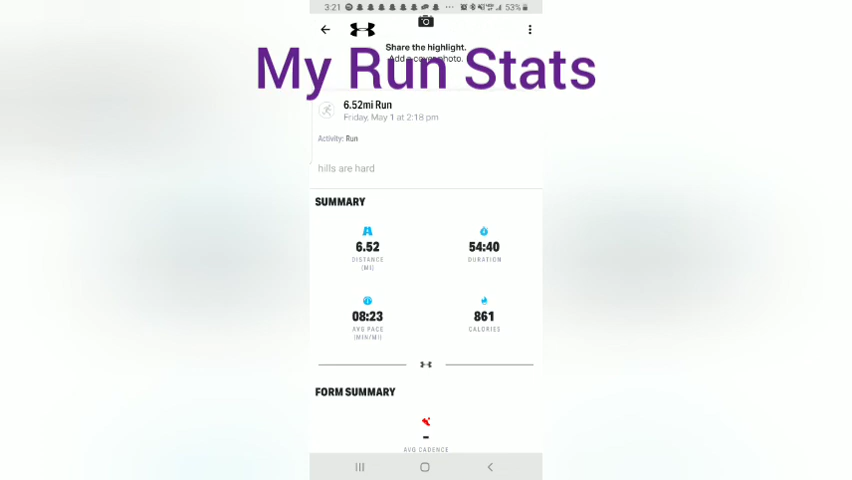 3:21
53%
Share the highlight.
Add a cover photo.
My Run Stats
6.52mi Run
Friday, May 1 at 2:18 pm
Activity: Run
hills are hard
SUMMARY
6.52
DISTANCE
(MI)
54:40
DURATION
08:23
AVG PACE
(MIN/MI)
861
CALORIES
FORM SUMMARY
-
AVG CADENCE